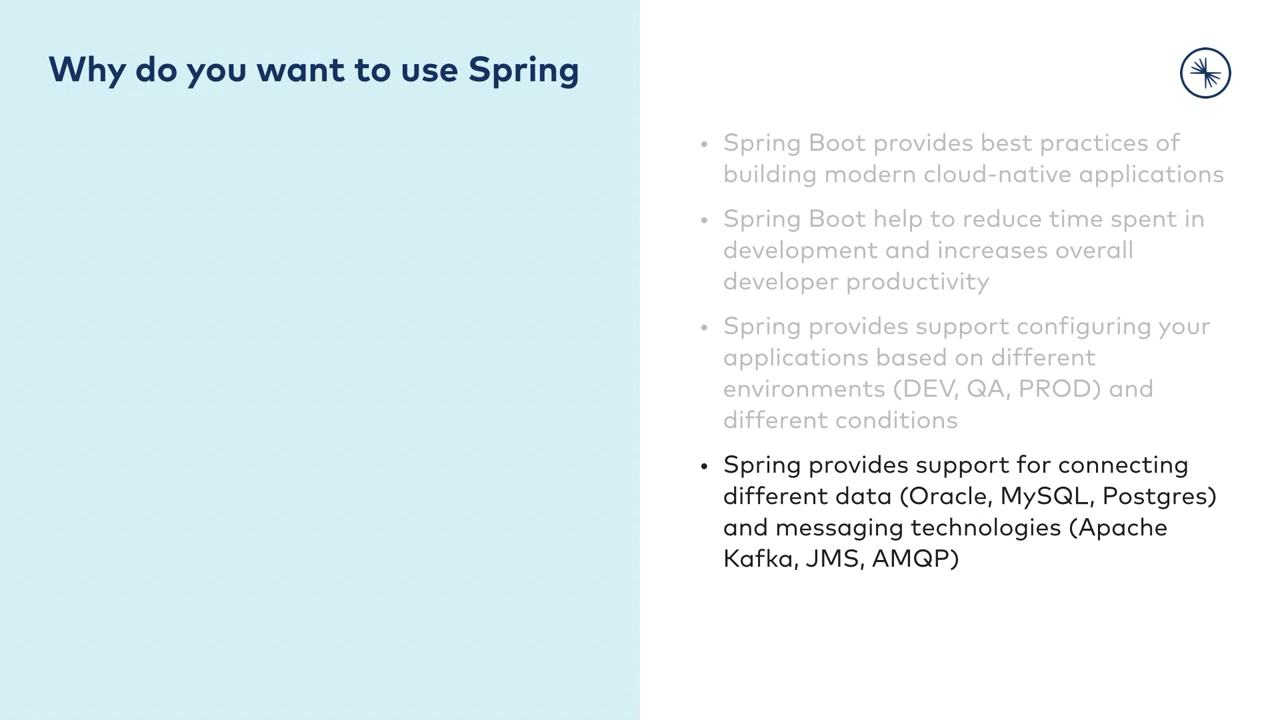 Why do you want to use Spring
• Spring Boot provides best practices of
building modern cloud-native applications
• Spring Boot help to reduce time spent in
development and increases overall
developer productivity
• Spring provides support configuring your
applications based on different
environments (DEV, QA, PROD) and
different conditions
• Spring provides support for connecting
different data (Oracle, MySQL, Postgres)
and messaging technologies (Apache
Kafka, JMS, AMQP)